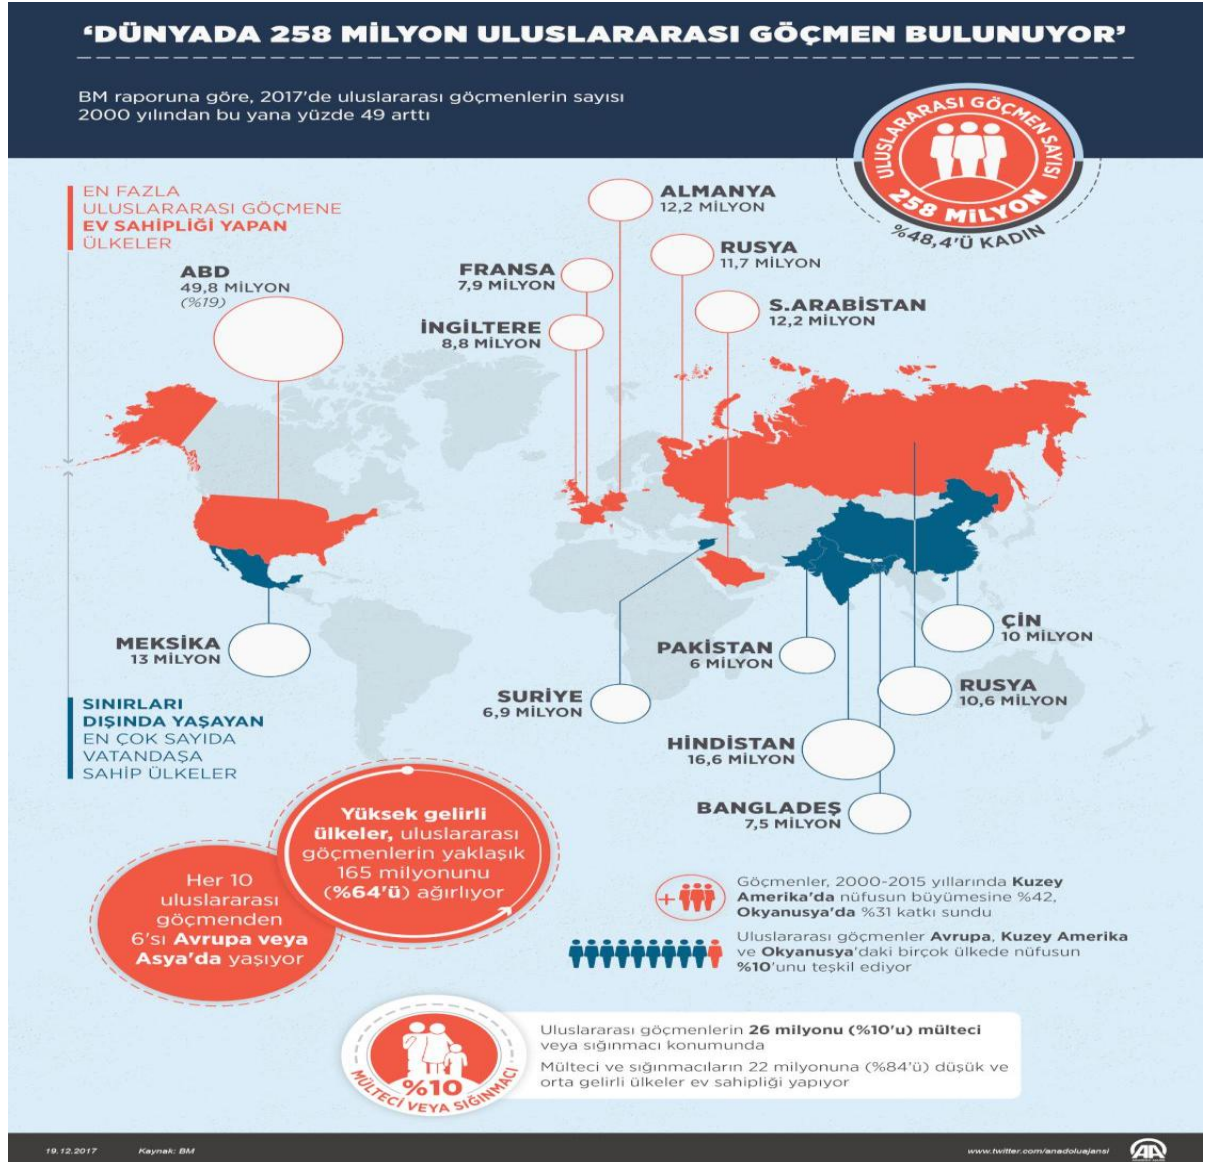 ‘DÜNYADA 258 MİLYON ULUSLARARASI GÖÇMEN BULUNUYOR’
BM raporuna göre, 2017'de uluslararası göçmenlerin sayısı
2000 yılından bu yana yüzde 49 arttı
ULUSLARARASI GÖÇMEN SAYISI
258 MİLYON
%48,4'Ü KADIN
EN FAZLA
ULUSLARARASI GÖÇMENE
EV SAHİPLİĞİ YAPAN
ÜLKELER
ABD
49,8 MİLYON
(%19)
FRANSA
7,9 MİLYON
İNGİLTERE
8,8 MİLYON
ALMANYA
12,2 MİLYON
RUSYA
11,7 MİLYON
S.ARABİSTAN
12,2 MİLYON
MEKSİKA
13 MİLYON
SURİYE
6,9 MİLYON
PAKİSTAN
6 MİLYON
ÇİN
10 MİLYON
RUSYA
10,6 MİLYON
HİNDİSTAN
16,6 MİLYON
BANGLADEŞ
7,5 MİLYON
SINIRLARI
DIŞINDA YAŞAYAN
EN ÇOK SAYIDA
VATANDAŞA
SAHİP ÜLKELER
Yüksek gelirli
ülkeler, uluslararası
göçmenlerin yaklaşık
165 milyonunu
(%64'ü) ağırlıyor
Her 10
uluslararası
göçmenden
6'sı Avrupa veya
Asya'da yaşıyor
Göçmenler, 2000-2015 yıllarında Kuzey
Amerika'da nüfusun büyümesine %42,
Okyanusya'da %31 katkı sundu
Uluslararası göçmenler Avrupa, Kuzey Amerika
ve Okyanusya'daki birçok ülkede nüfusun
%10'unu teşkil ediyor
%10
MÜLTECİ VEYA SIĞINMACI
Uluslararası göçmenlerin 26 milyonu (%10'u) mülteci
veya sığınmacı konumunda
Mülteci ve sığınmacıların 22 milyonuna (%84'ü) düşük ve
orta gelirli ülkeler ev sahipliği yapıyor
19.12.2017 Kaynak: BM
www.twitter.com/anadoluajansi
AA